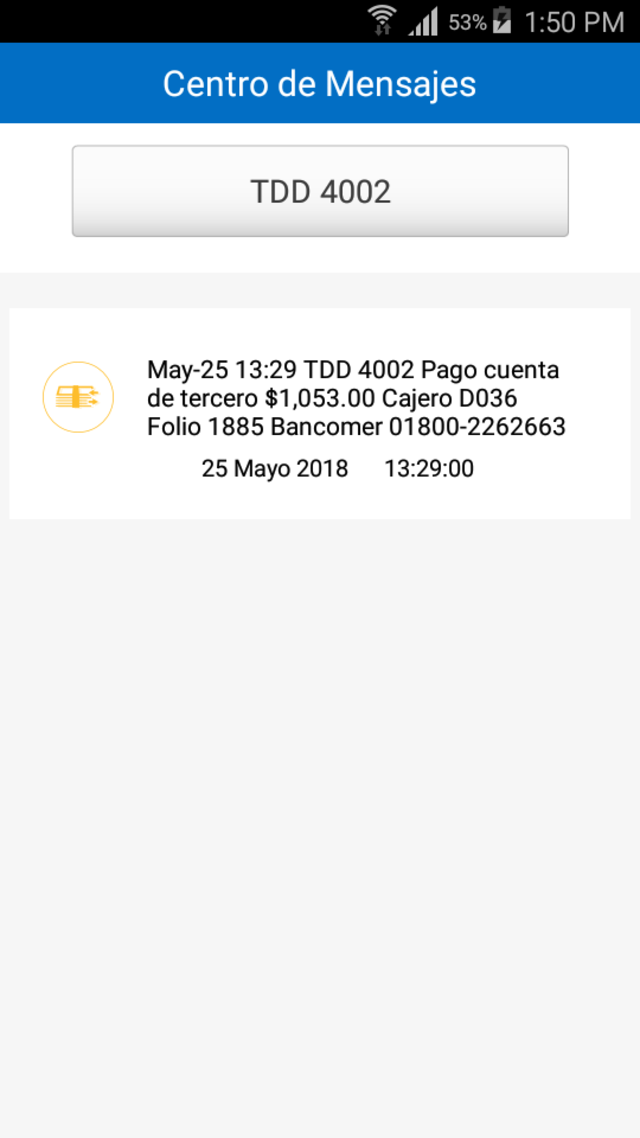 53% 1:50 PM
Centro de Mensajes
TDD 4002
May-25 13:29 TDD 4002 Pago cuenta
de tercero $1,053.00 Cajero D036
Folio 1885 Bancomer 01800-2262663
25 Mayo 2018 13:29:00